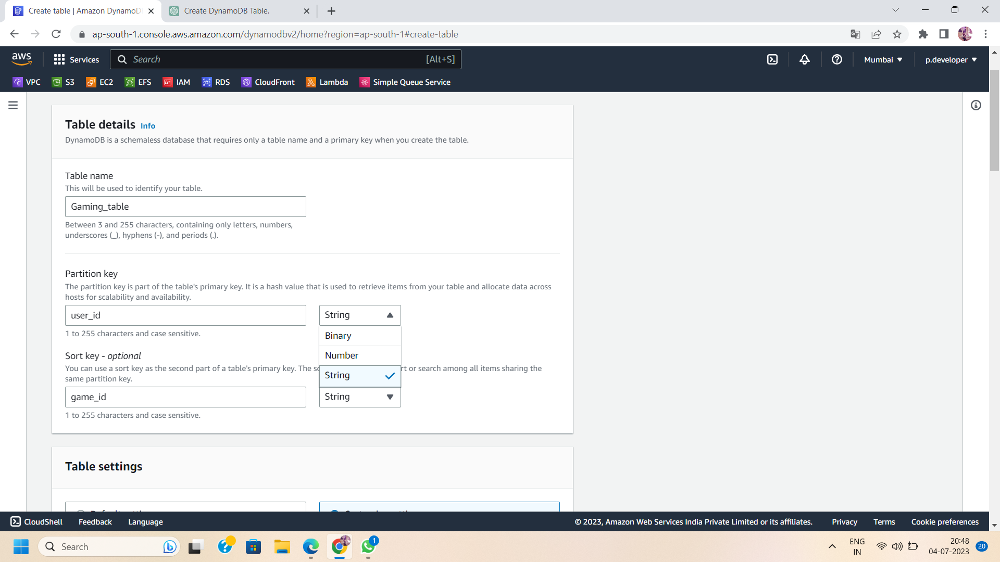 Create table | Amazon DynamoD
Create DynamoDB Table.
ap-south-1.console.aws.amazon.com/dynamodbv2/home?region=ap-south-1#create-table
aws
Services
Search
[Alt+S]
Mumbai
p.developer
VPC
S3
EC2
EFS
IAM
RDS
CloudFront
Lambda
Simple Queue Service
Table details Info
DynamoDB is a schemaless database that requires only a table name and a primary key when you create the table.
Table name
This will be used to identify your table.
Gaming_table
Between 3 and 255 characters, containing only letters, numbers,
underscores (_), hyphens (-), and periods (.).
Partition key
The partition key is part of the table's primary key. It is a hash value that is used to retrieve items from your table and allocate data across
hosts for scalability and availability.
user_id
String
1 to 255 characters and case sensitive.
Binary
Number
String
Sort key - optional
You can use a sort key as the second part of a table's primary key. The so
rt or search among all items sharing the
same partition key.
game_id
String
1 to 255 characters and case sensitive.
Table settings
CloudShell
Feedback
Language
© 2023, Amazon Web Services India Private Limited or its affiliates.
Privacy
Terms
Cookie preferences
Search
1
ENG
IN
20:48
04-07-2023
20